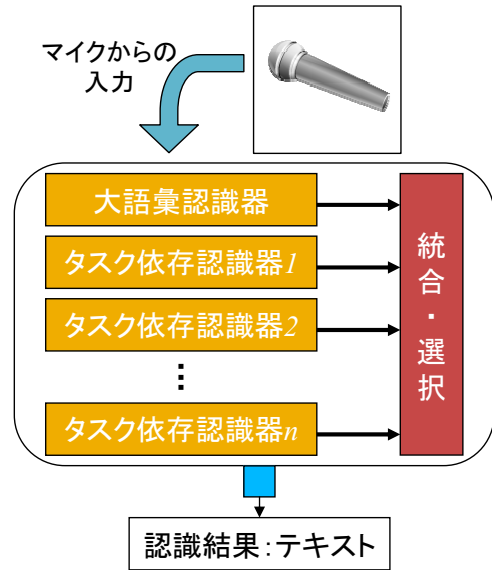 マイクからの
入力
大語彙認識器
タスク依存認識器1
タスク依存認識器2
⋮
タスク依存認識器n
統合・選択
認識結果：テキスト